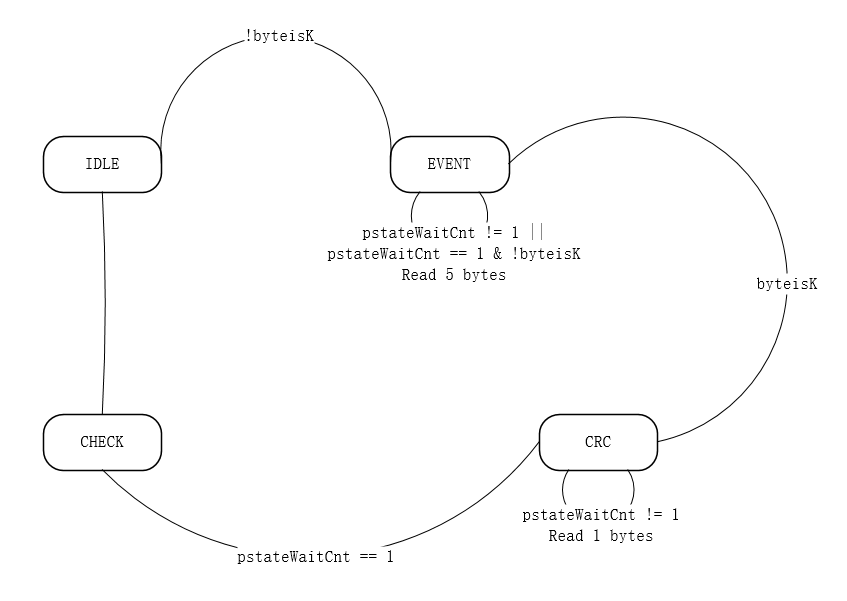 !byteisK
IDLE
EVENT
pstateWaitCnt != 1 ||
pstateWaitCnt == 1 & !byteisK
Read 5 bytes
byteisK
CHECK
CRC
pstateWaitCnt != 1
Read 1 bytes
pstateWaitCnt == 1